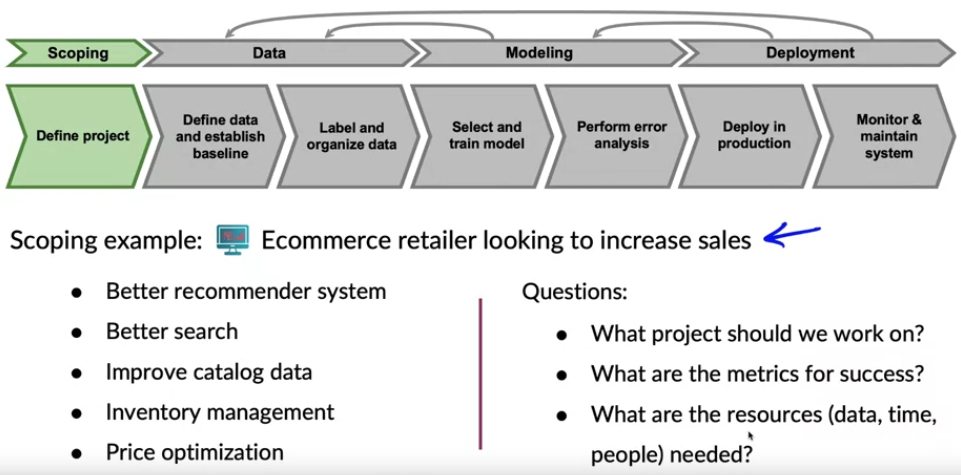 Scoping
Data
Modeling
Deployment
Define project
Define data
and establish
baseline
Label and
organize data
Select and
train model
Perform error
analysis
Deploy in
production
Monitor &
maintain
system
Scoping example: Ecommerce retailer looking to increase sales
• Better recommender system
• Better search
• Improve catalog data
• Inventory management
• Price optimization
Questions:
• What project should we work on?
• What are the metrics for success?
• What are the resources (data, time,
people) needed?